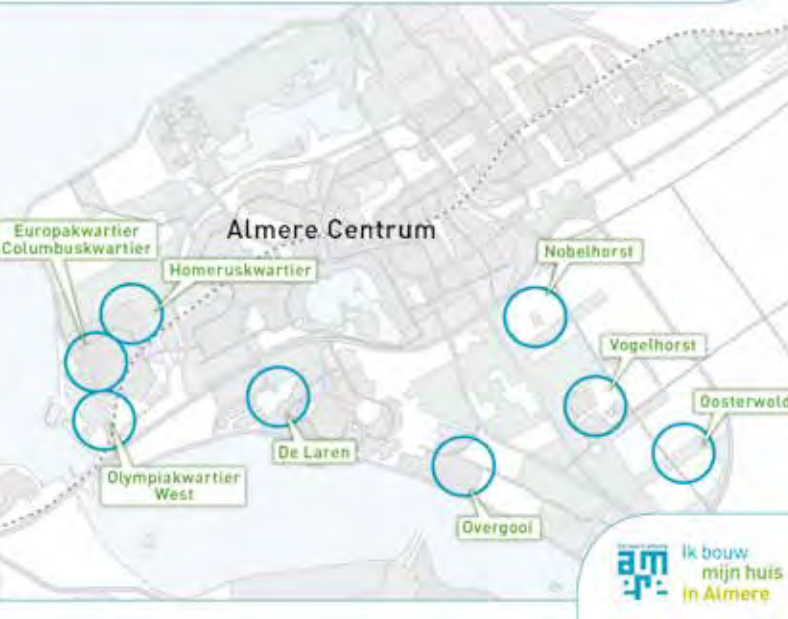 Almere Centrum
Europakwartier
Columbuskwartier
Homeruskwartier
Nobelhorst
Vogelhorst
Oosterwold
De Laren
Olympiakwartier
West
Overgooi
Ik bouw
mijn huis
in Almere